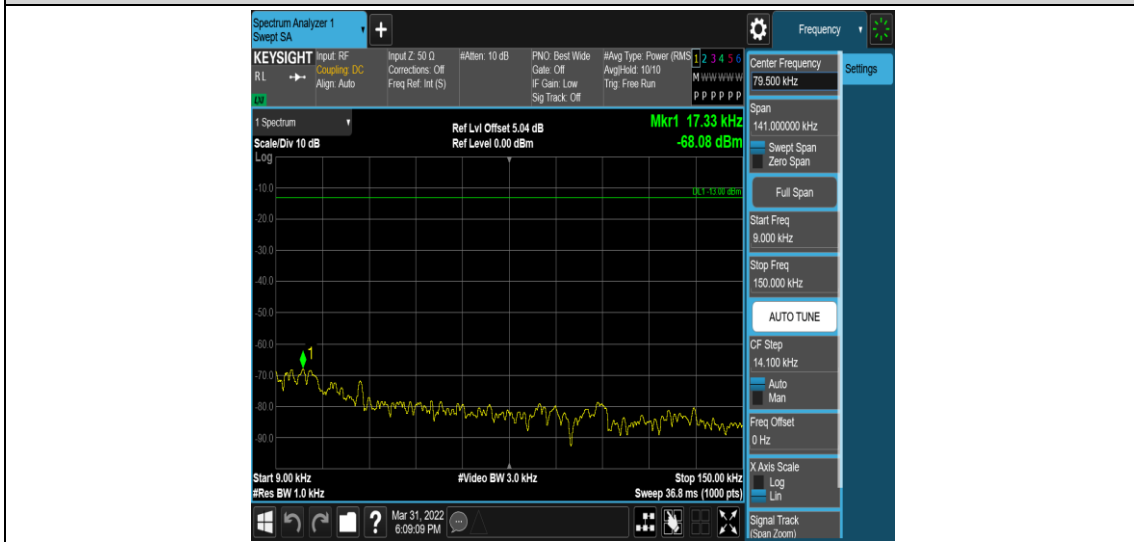 Spectrum Analyzer 1
Swept SA
Frequency
KEYSIGHT
RL
LXI
Input: RF
Coupling: DC
Align: Auto
Input Z: 50 Ω
Corrections: Off
Freq Ref: Int (S)
#Atten: 10 dB
PNO: Best Wide
Gate: Off
IF Gain: Low
Sig Track: Off
#Avg Type: Power (RMS
Avg|Hold: 10/10
Trig: Free Run
1 2 3 4 5 6
M W W W W W
P P P P P P
Center Frequency
79.500 kHz
Settings
1 Spectrum
Scale/Div 10 dB
Log
Ref Lvl Offset 5.04 dB
Ref Level 0.00 dBm
Mkr1 17.33 kHz
-68.08 dBm
DL1 -13.00 dBm
-10.0
-20.0
-30.0
-40.0
-50.0
-60.0
-70.0
-80.0
-90.0
1
Start 9.00 kHz
#Res BW 1.0 kHz
#Video BW 3.0 kHz
Stop 150.00 kHz
Sweep 36.8 ms (1000 pts)
Span
141.000000 kHz
Swept Span
Zero Span
Full Span
Start Freq
9.000 kHz
Stop Freq
150.000 kHz
AUTO TUNE
CF Step
14.100 kHz
Auto
Man
Freq Offset
0 Hz
X Axis Scale
Log
Lin
Signal Track
(Span Zoom)
?
Mar 31, 2022
6:09:09 PM